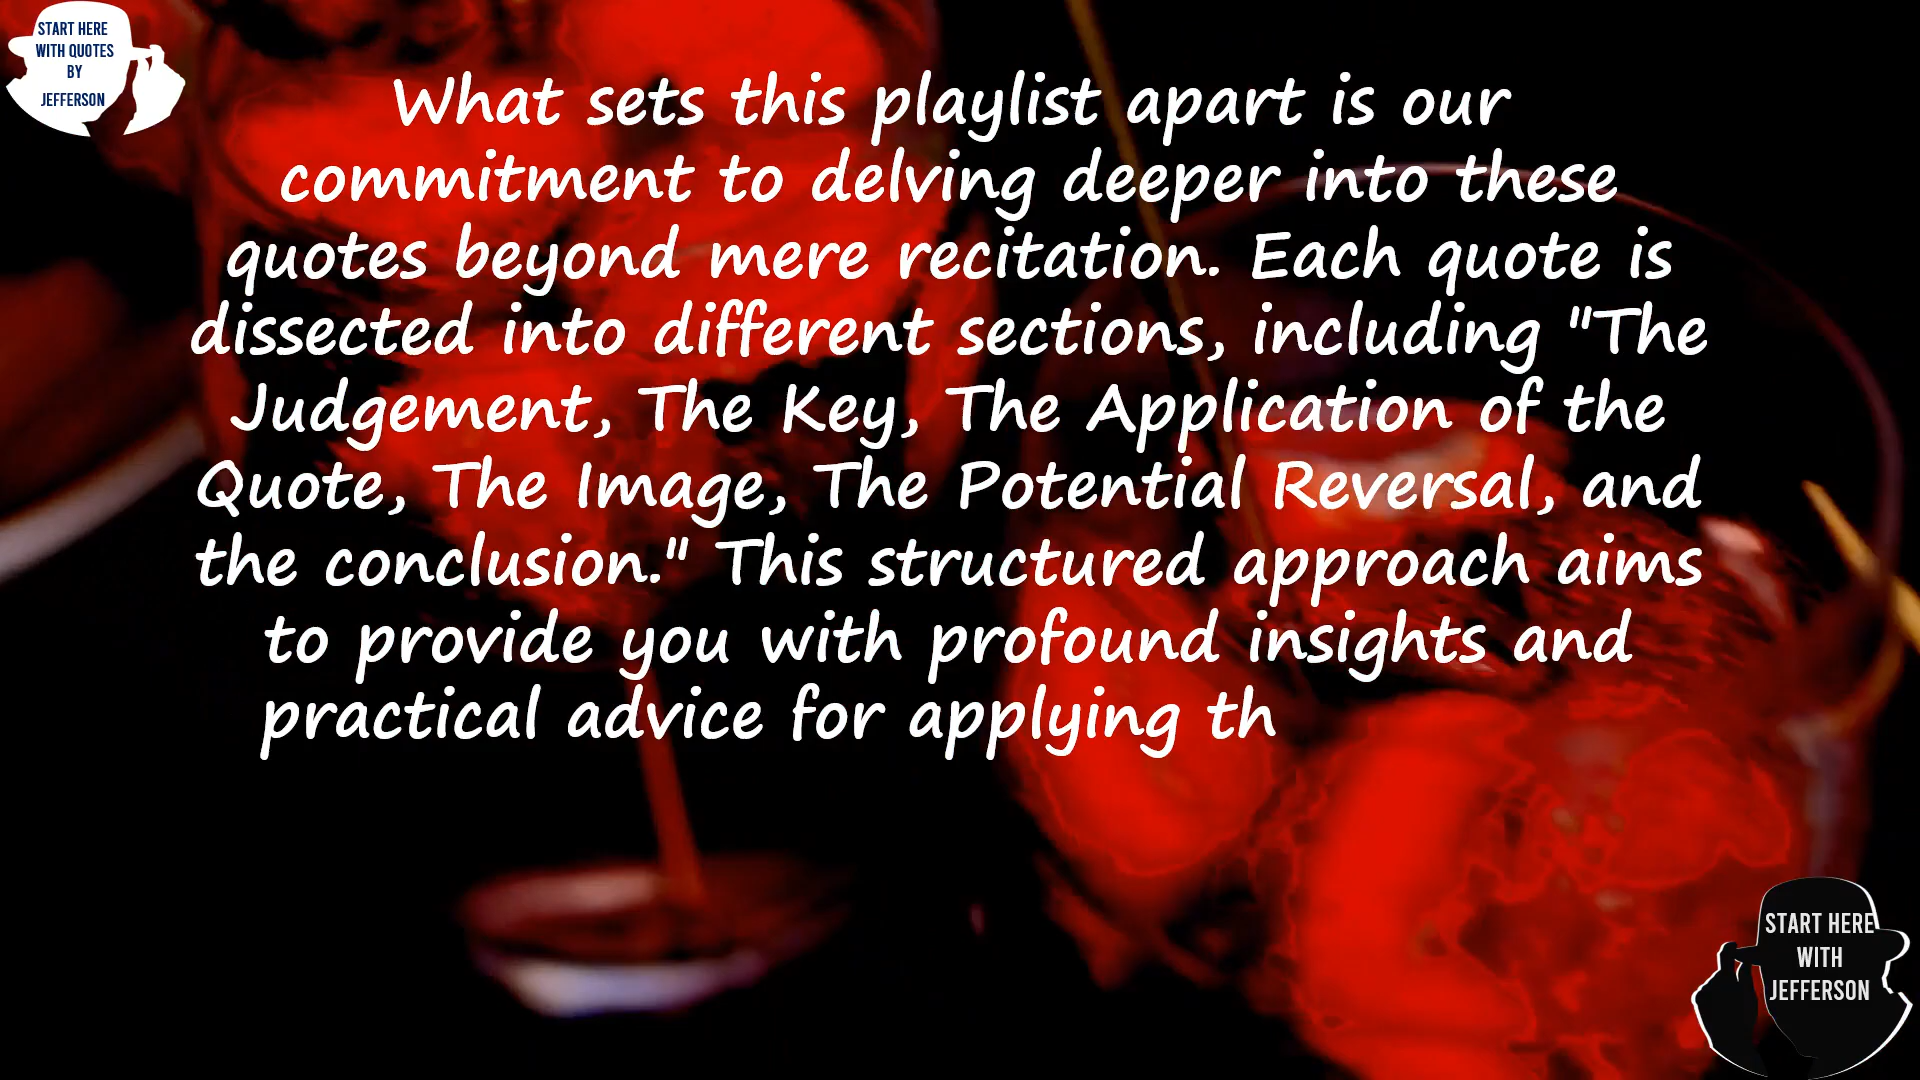 START HERE
WITH QUOTES
BY
JEFFERSON
What sets this playlist apart is our
commitment to delving deeper into these
quotes beyond mere recitation. Each quote is
dissected into different sections, including "The
Judgement, The Key, The Application of the
Quote, The Image, The Potential Reversal, and
the conclusion." This structured approach aims
to provide you with profound insights and
practical advice for applying th
START HERE
WITH
JEFFERSON